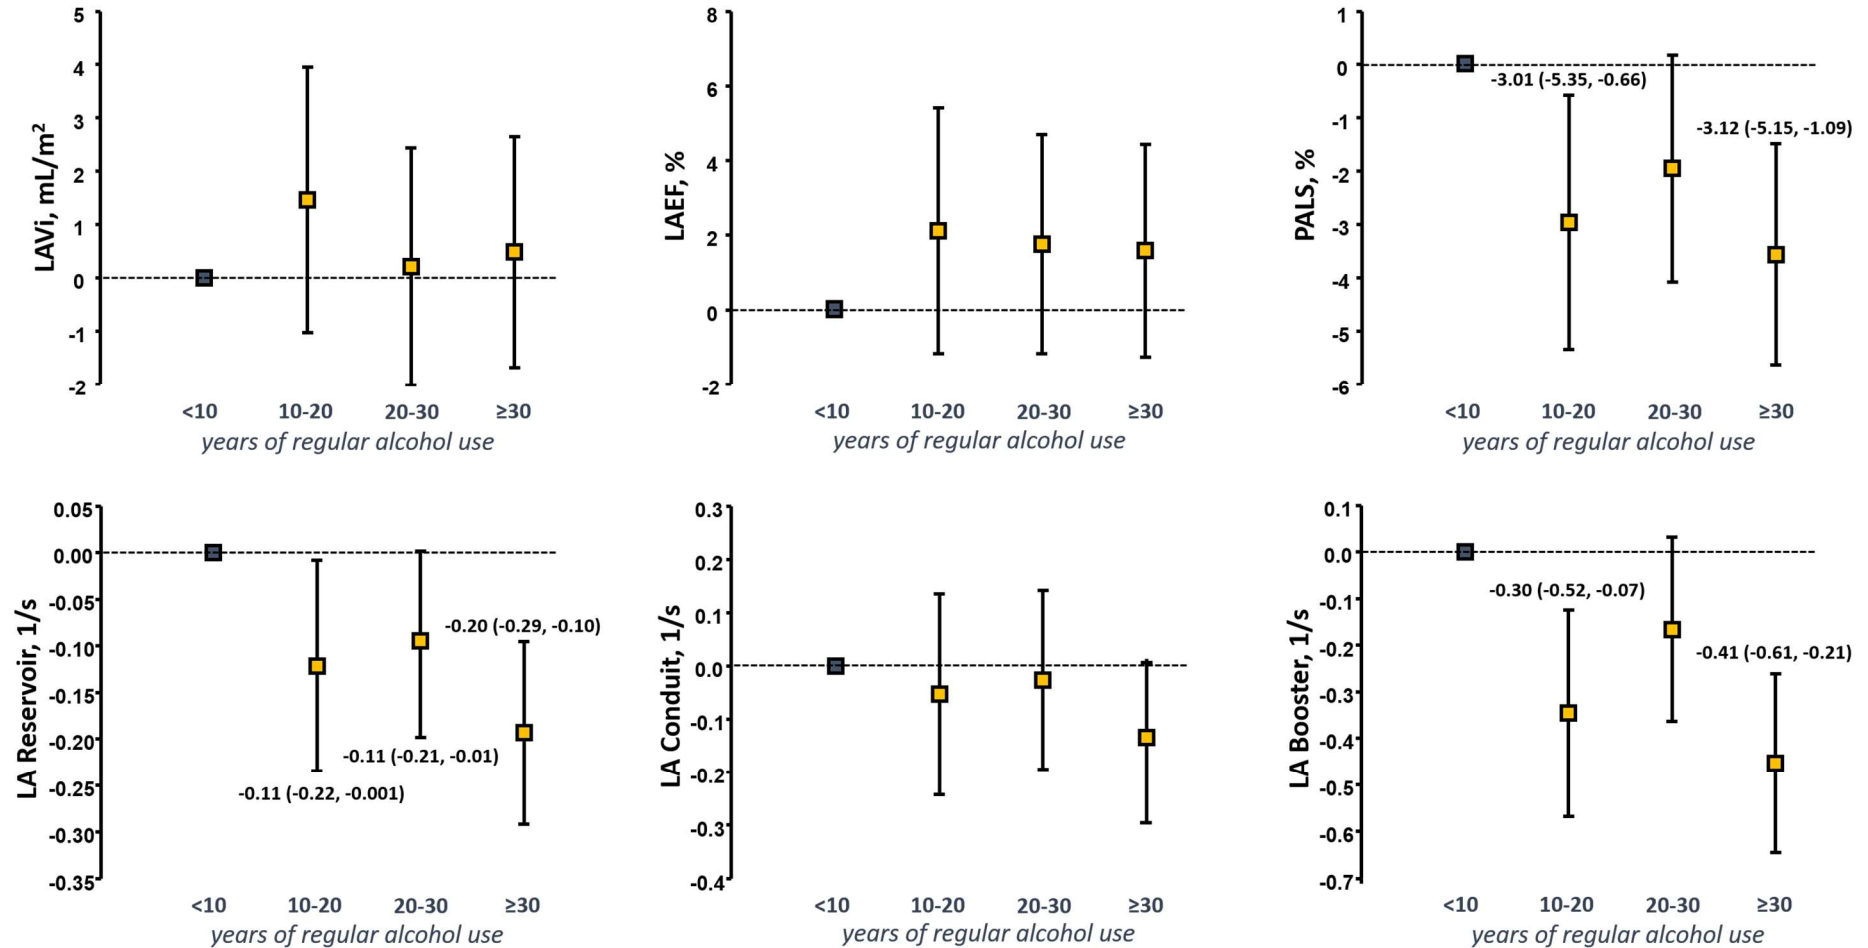 LAVi, mL/m²
5
4
3
2
1
0
-1
-2
<10 10-20 20-30 ≥30
years of regular alcohol use
LAEF, %
8
6
4
2
0
-2
<10 10-20 20-30 ≥30
years of regular alcohol use
PALS, %
1
0
-1
-2
-3
-4
-5
-6
-3.01 (-5.35, -0.66)
-3.12 (-5.15, -1.09)
<10 10-20 20-30 ≥30
years of regular alcohol use
LA Reservoir, 1/s
0.05
0.00
-0.05
-0.10
-0.15
-0.20
-0.25
-0.30
-0.35
-0.20 (-0.29, -0.10)
-0.11 (-0.21, -0.01)
-0.11 (-0.22, -0.001)
<10 10-20 20-30 ≥30
years of regular alcohol use
LA Conduit, 1/s
0.3
0.2
0.1
0.0
-0.1
-0.2
-0.3
-0.4
<10 10-20 20-30 ≥30
years of regular alcohol use
LA Booster, 1/s
0.1
0.0
-0.1
-0.2
-0.3
-0.4
-0.5
-0.6
-0.7
-0.30 (-0.52, -0.07)
-0.41 (-0.61, -0.21)
<10 10-20 20-30 ≥30
years of regular alcohol use